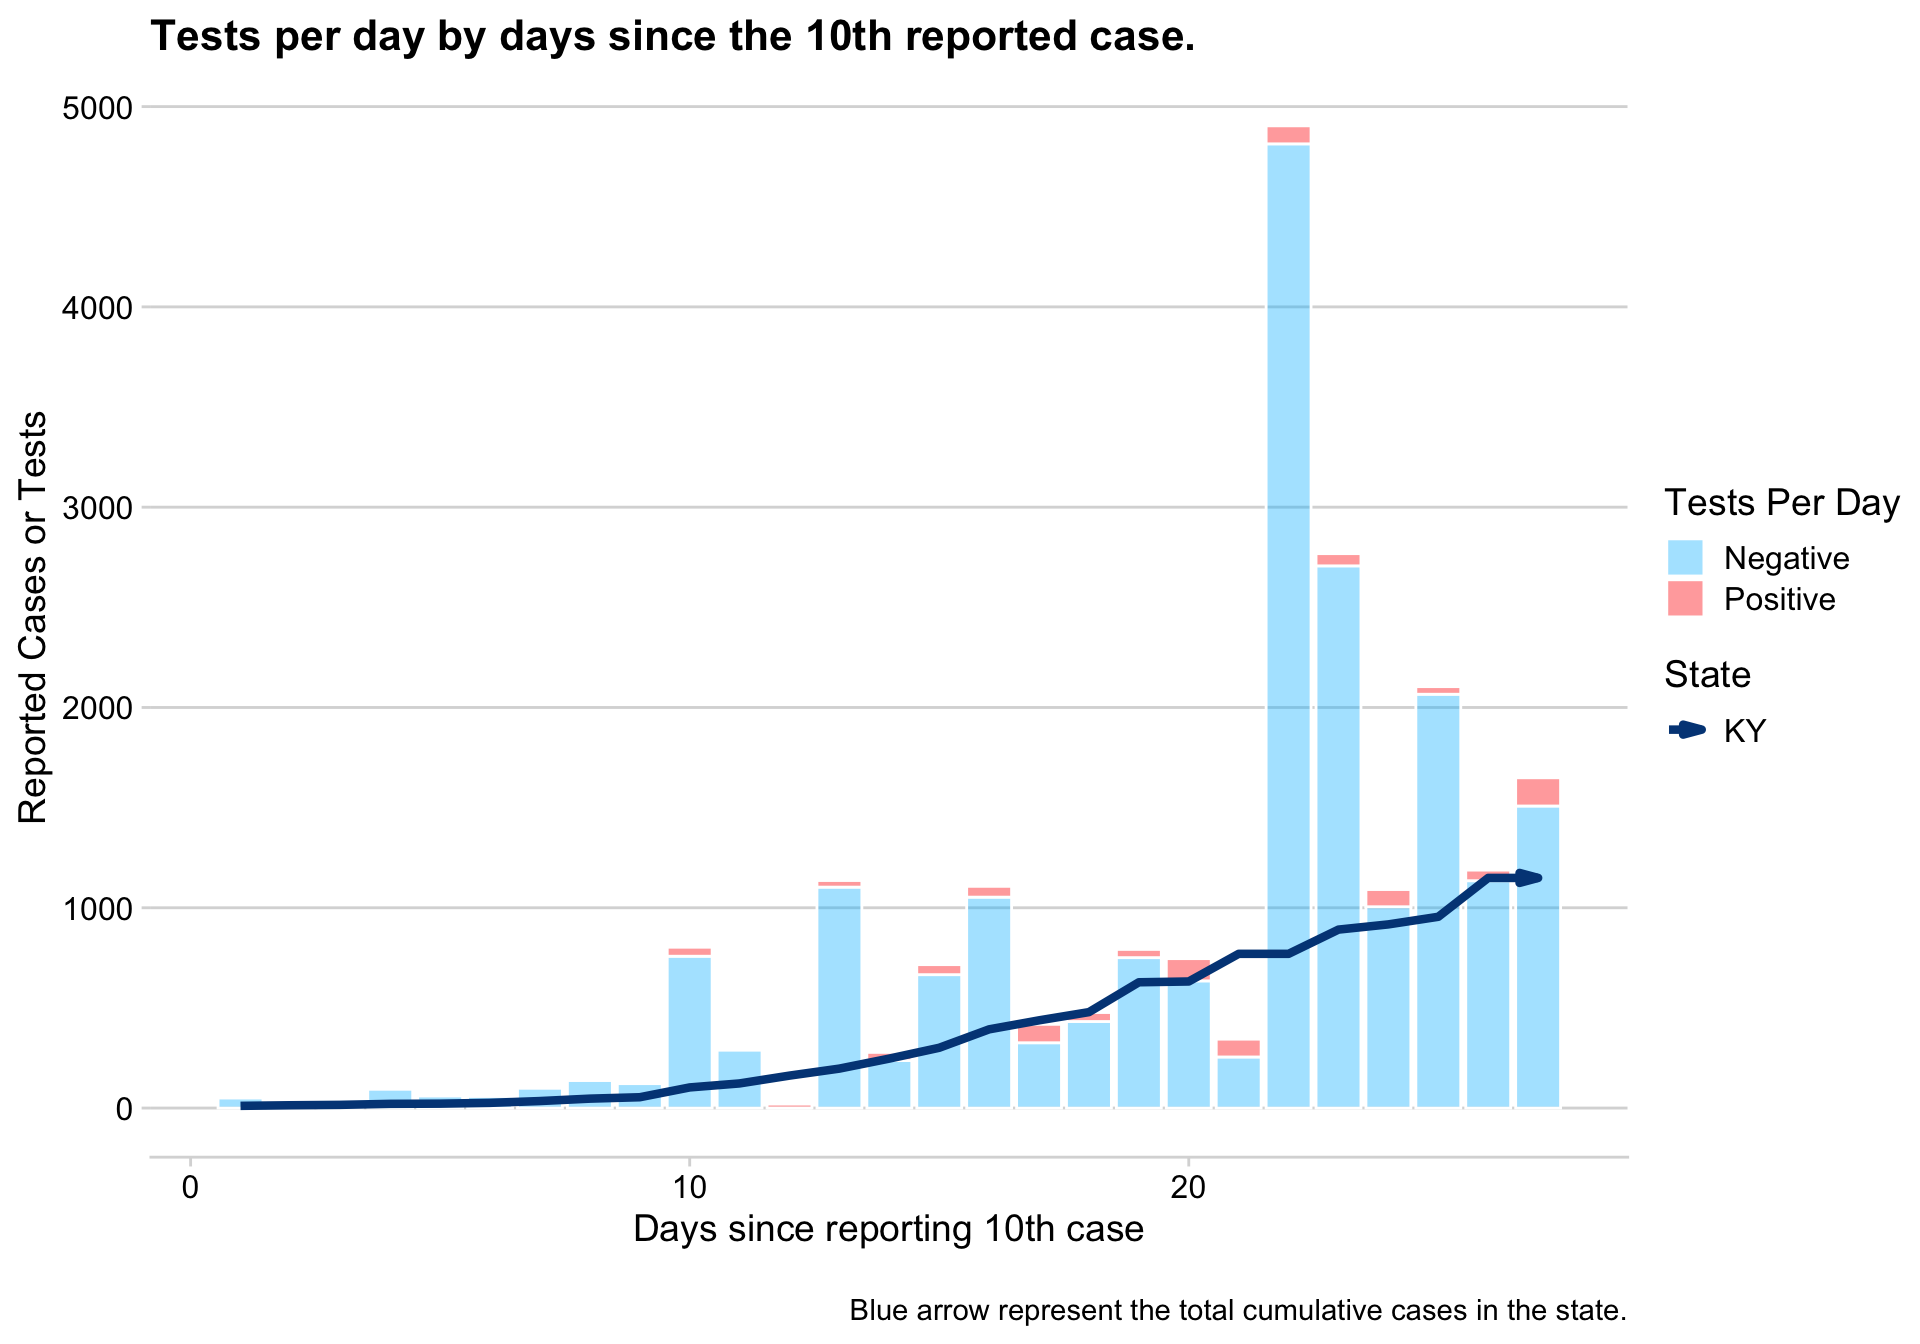 Tests per day by days since the 10th reported case.
5000
4000
3000
2000
1000
0
Reported Cases or Tests
0 10 20
Days since reporting 10th case
Tests Per Day
Negative
Positive
State
KY
Blue arrow represent the total cumulative cases in the state.